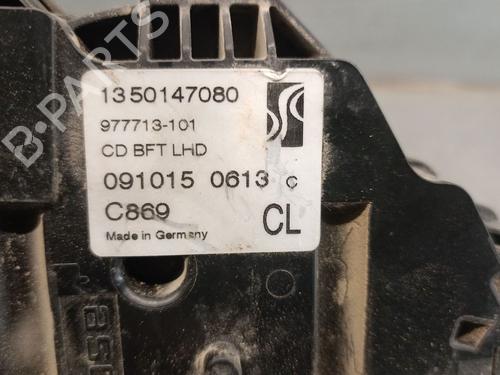 1350147080
977713-101
CD BFT LHD
091015 0613 C
C869
CL
Made in Germany
B-PARTS